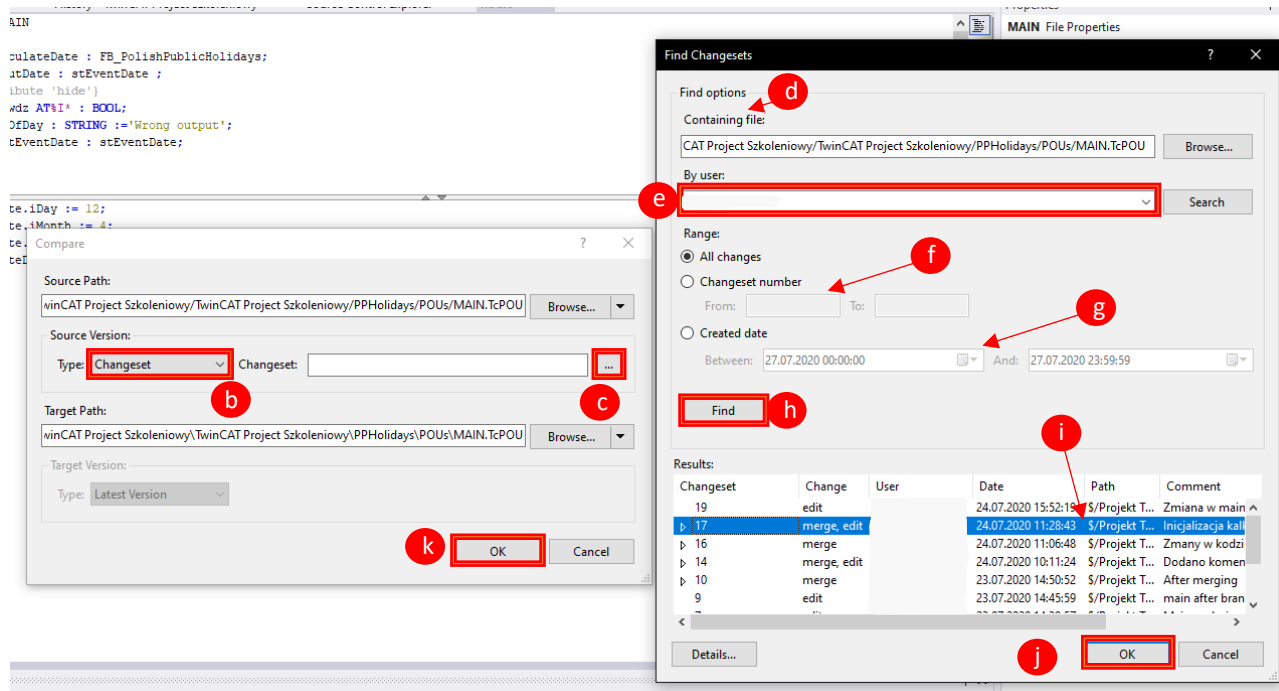 MAIN File Properties
culateDate : FB_PolishPublicHolidays;
utDate : stEventDate ;
ibute 'hide'}
wdz AT%I* : BOOL;
OfDay : STRING :='Wrong output';
tEventDate : stEventDate;
te.iDay := 12;
te.iMonth := 4;
Compare
?
Source Path:
vinCAT Project Szkoleniowy/TwinCAT Project Szkoleniowy/PPHolidays/POUs/MAIN.TcPOU
Browse...
Source Version:
Type: Changeset
Changeset:
...
b
c
Target Path:
vinCAT Project Szkoleniowy\TwinCAT Project Szkoleniowy\PPHolidays\POUs\MAIN.TcPOU
Browse...
Target Version:
Type: Latest Version
k
OK
Cancel
Find Changesets
?
Find options
d
Containing file:
CAT Project Szkoleniowy/TwinCAT Project Szkoleniowy/PPHolidays/POUs/MAIN.TcPOU
Browse...
By user:
e
Search
Range:
All changes
f
Changeset number
From:
To:
g
Created date
Between: 27.07.2020 00:00:00
And: 27.07.2020 23:59:59
Find
h
i
Results:
Changeset Change User Date Path Comment
19 edit 24.07.2020 15:52:19 $/Projekt T... Zmiana w main
17 merge, edit 24.07.2020 11:28:43 $/Projekt T... Inicjalizacja kall
16 merge 24.07.2020 11:06:48 $/Projekt T... Zmany w kodzi
14 merge, edit 24.07.2020 10:11:24 $/Projekt T... Dodano komen
10 merge 23.07.2020 14:50:52 $/Projekt T... After merging
9 edit 23.07.2020 14:45:59 $/Projekt T... main after bran
Details...
j
OK
Cancel